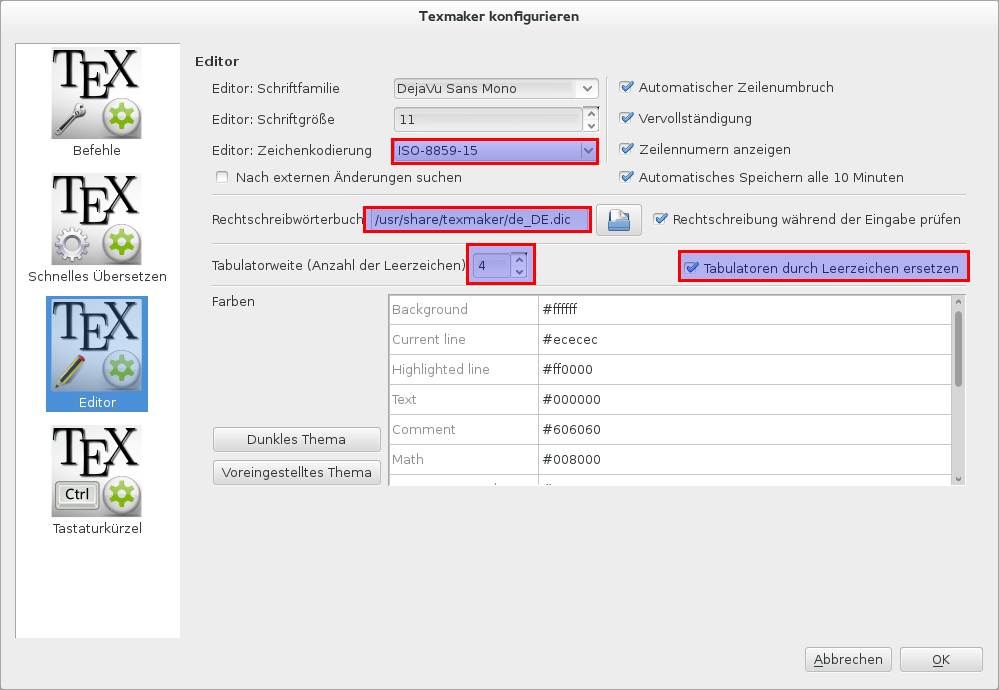 Texmaker konfigurieren
TEX
Befehle
TEX
Schnelles Übersetzen
TEX
Editor
TEX
Ctrl
Tastaturkürzel
Editor
Editor: Schriftfamilie DejaVu Sans Mono
Editor: Schriftgröße 11
Editor: Zeichenkodierung ISO-8859-15
Nach externen Änderungen suchen
Automatischer Zeilenumbruch
Vervollständigung
Zeilennumern anzeigen
Automatisches Speichern alle 10 Minuten
Rechtschreibwörterbuch /usr/share/texmaker/de_DE.dic Rechtschreibung während der Eingabe prüfen
Tabulatorweite (Anzahl der Leerzeichen) 4 Tabulatoren durch Leerzeichen ersetzen
Farben
Dunkles Thema
Voreingestelltes Thema
Background #ffffff
Current line #ececec
Highlighted line #ff0000
Text #000000
Comment #606060
Math #008000
Abbrechen OK